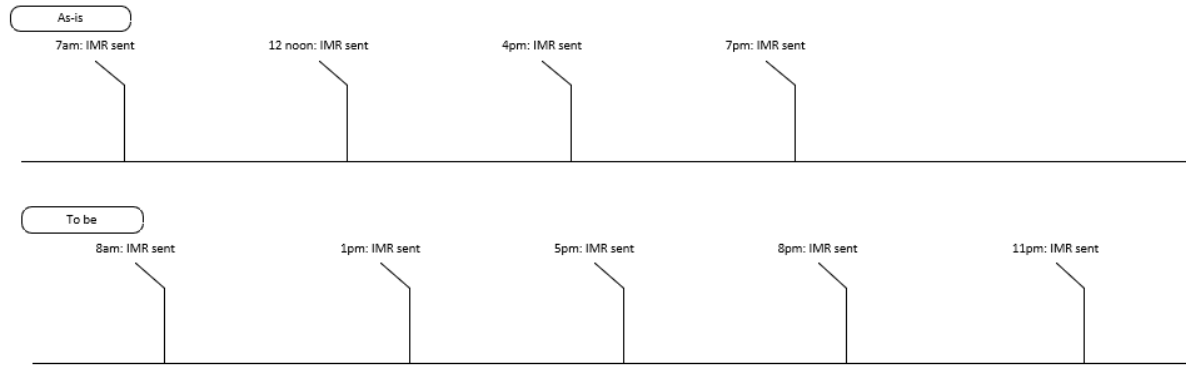 As-is
7am: IMR sent
12 noon: IMR sent
4pm: IMR sent
7pm: IMR sent
To be
8am: IMR sent
1pm: IMR sent
5pm: IMR sent
8pm: IMR sent
11pm: IMR sent